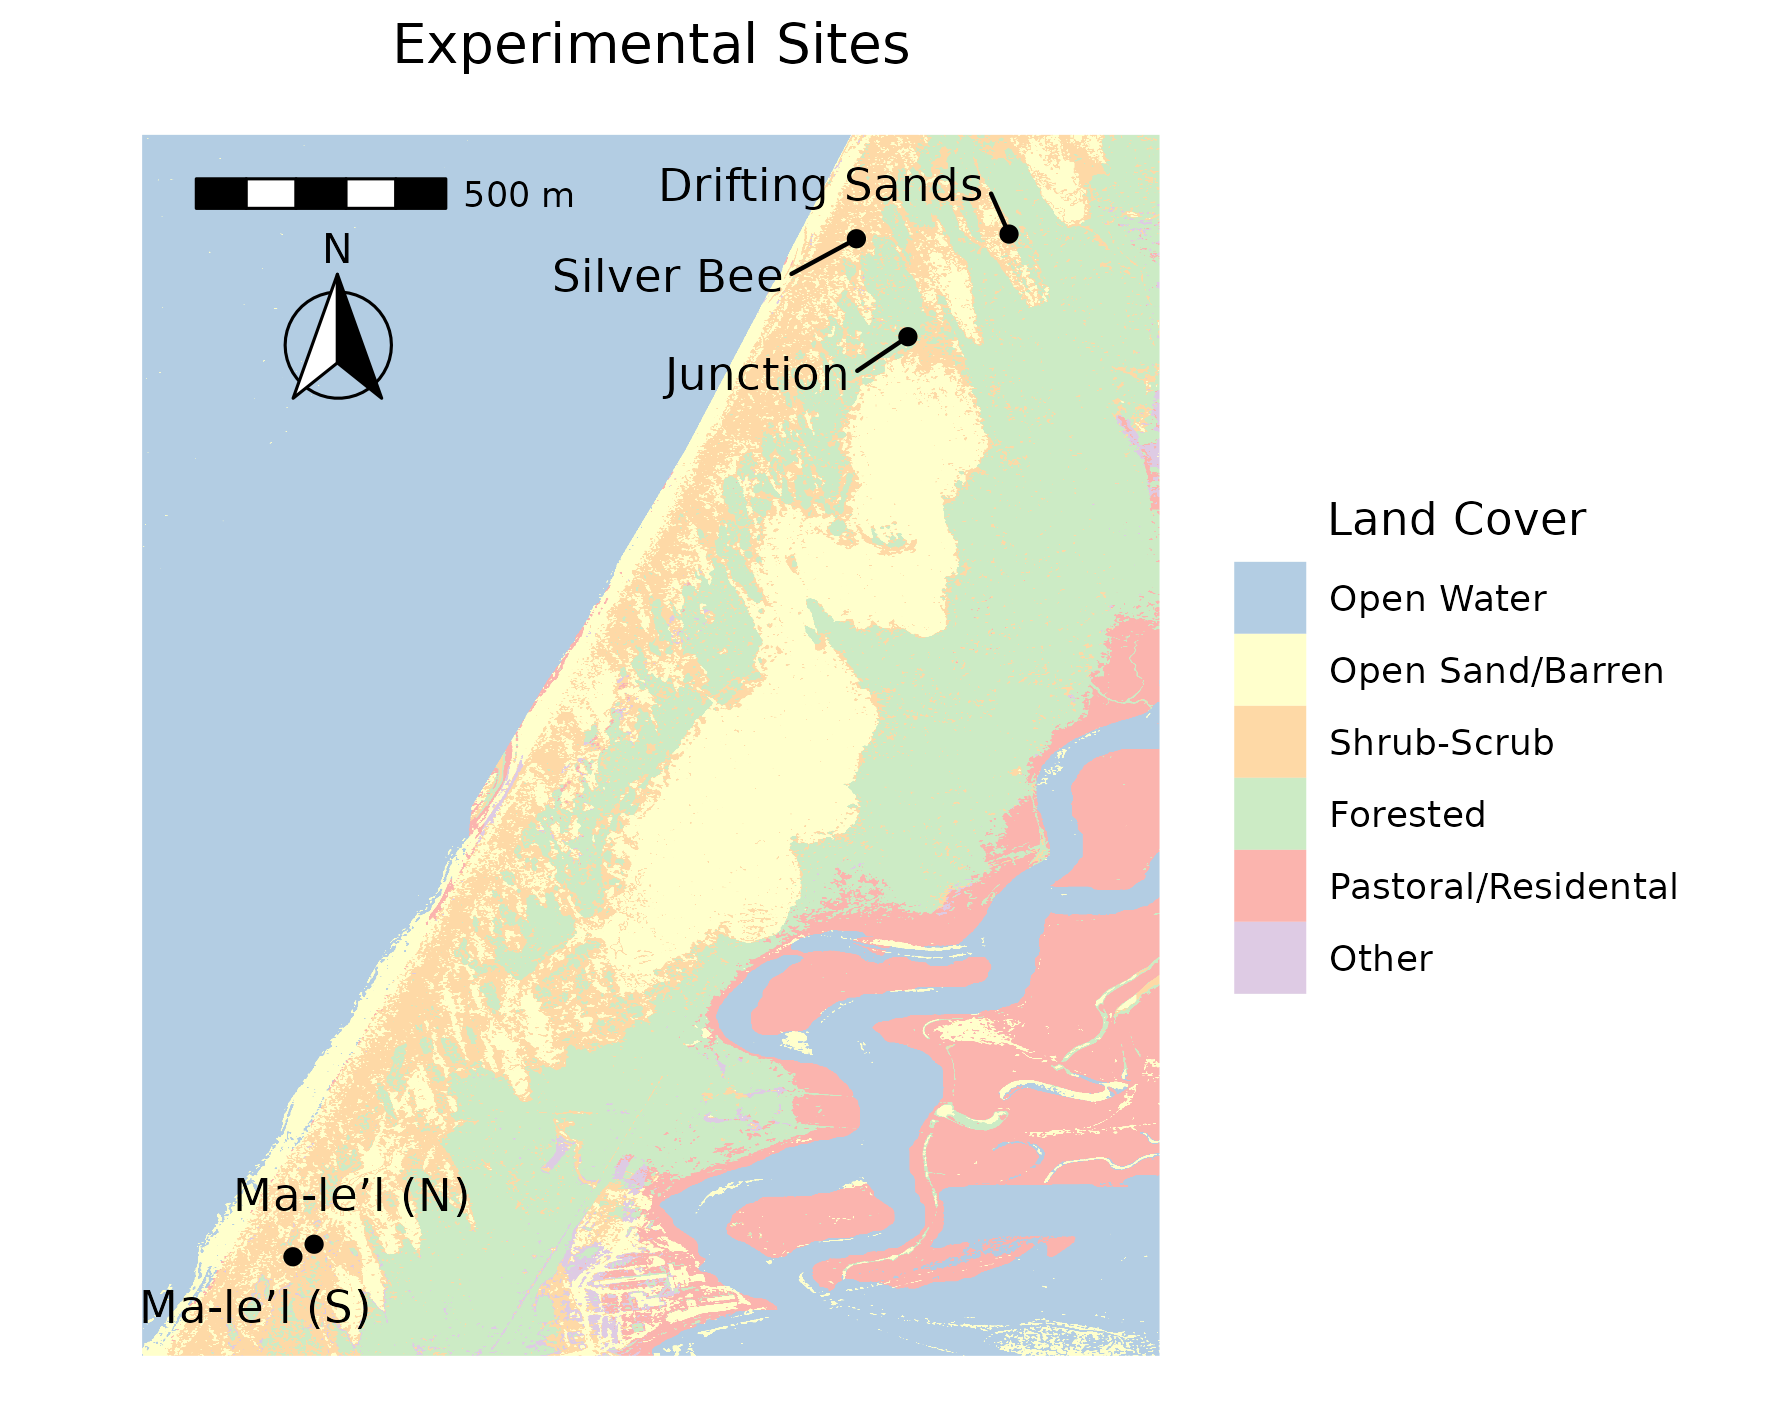 Experimental Sites
500 m
N
Drifting Sands
Silver Bee
Junction
Ma-le’l (N)
Ma-le’l (S)
Land Cover
Open Water
Open Sand/Barren
Shrub-Scrub
Forested
Pastoral/Residental
Other